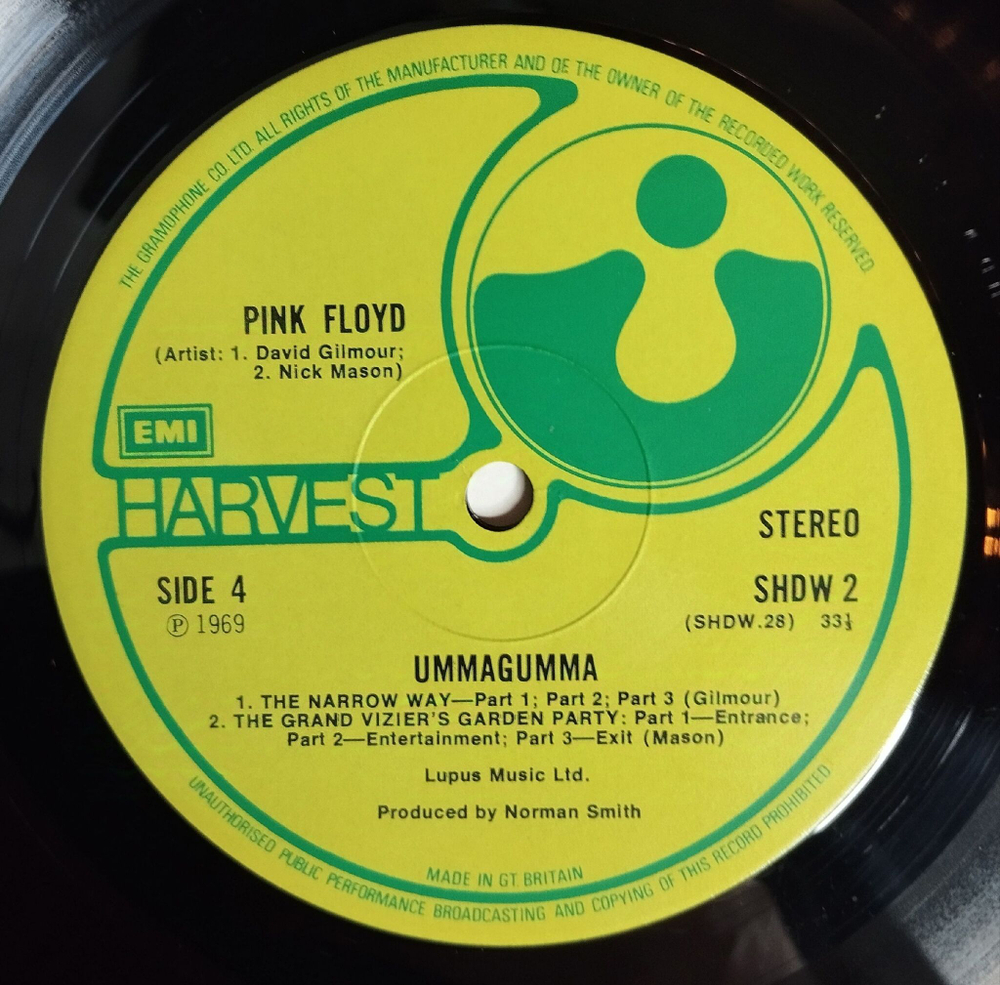 THE GRAMOPHONE CO. LTD. ALL RIGHTS OF THE MANUFACTURER AND OF THE OWNER OF THE RECORDED WORK RESERVED.
PINK FLOYD
(Artist: 1. David Gilmour;
2. Nick Mason)
EMI
HARVEST
STEREO
SIDE 4
SHDW 2
Ⓟ 1969
(SHDW.28) 33⅓
UMMAGUMMA
1. THE NARROW WAY—Part 1; Part 2; Part 3 (Gilmour)
2. THE GRAND VIZIER'S GARDEN PARTY: Part 1—Entrance;
Part 2—Entertainment; Part 3—Exit (Mason)
Lupus Music Ltd.
Produced by Norman Smith
MADE IN GT. BRITAIN
UNAUTHORISED PUBLIC PERFORMANCE BROADCASTING AND COPYING OF THIS RECORD PROHIBITED